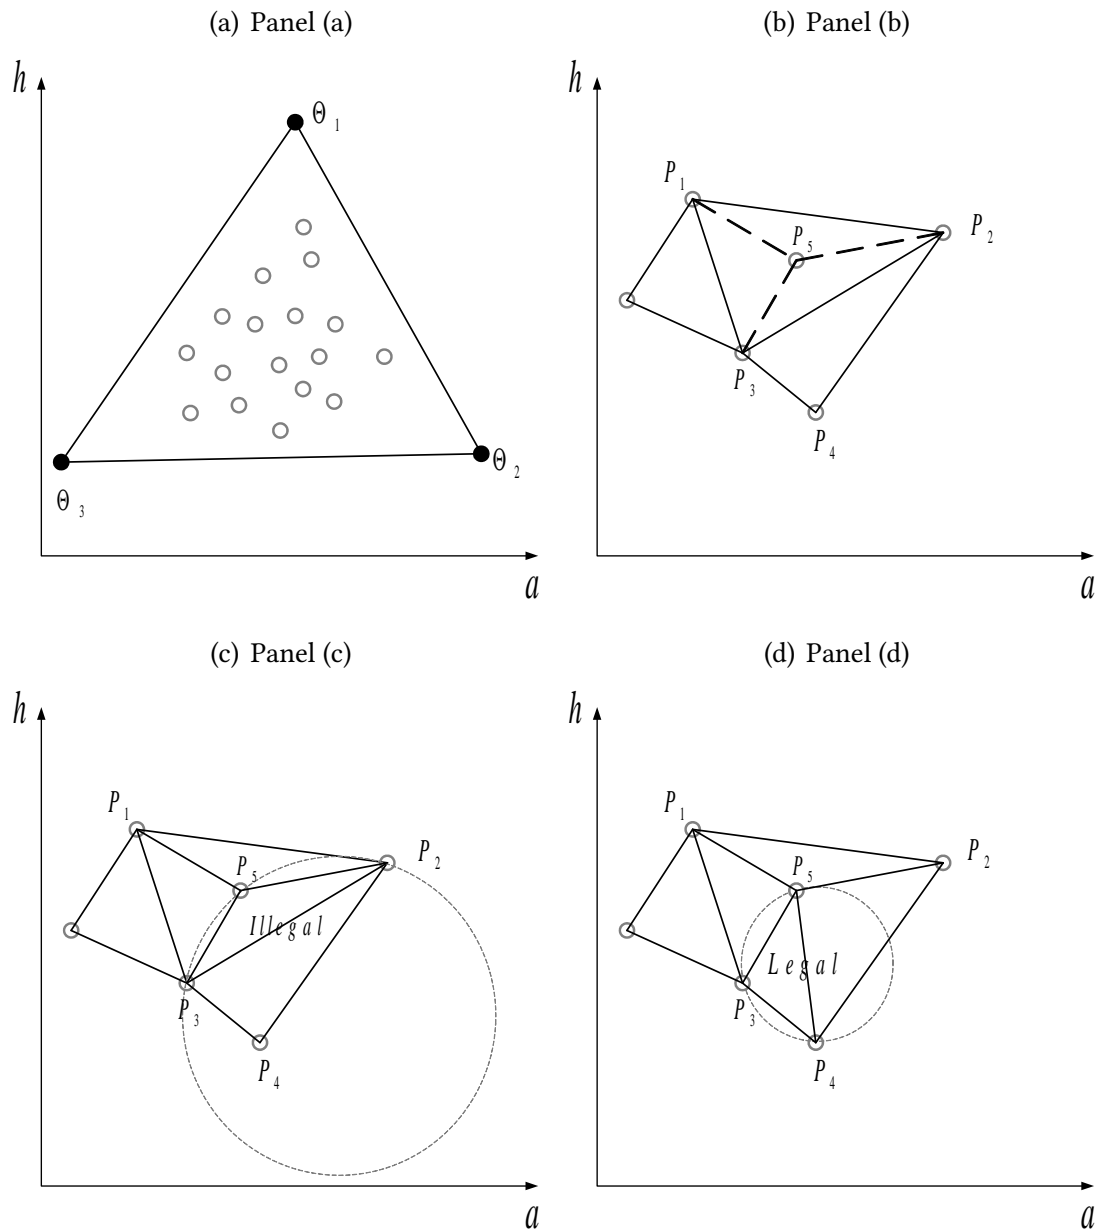 (a) Panel (a)
h
Θ 1
Θ 2
Θ 3
a
(b) Panel (b)
h
P 1
P 5
P 2
P 3
P 4
a
(c) Panel (c)
h
P 1
P 5
P 2
Illegal
P 3
P 4
a
(d) Panel (d)
h
P 1
P 5
P 2
Legal
P 3
P 4
a